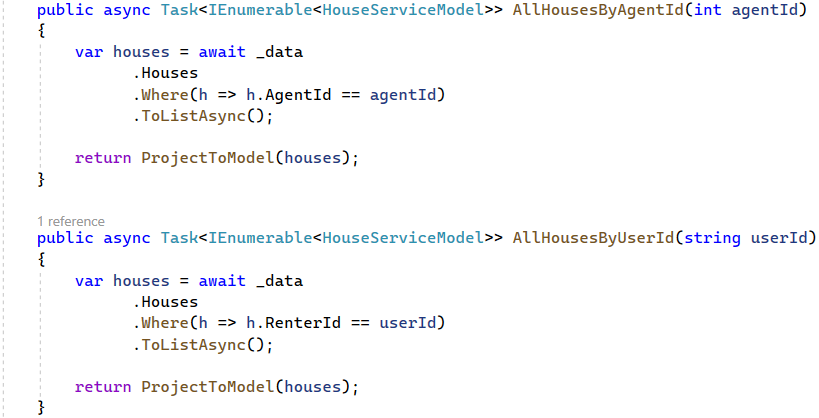 public async Task<IEnumerable<HouseServiceModel>> AllHousesByAgentId(int agentId)
{
    var houses = await _data
          .Houses
          .Where(h => h.AgentId == agentId)
          .ToListAsync();

    return ProjectToModel(houses);
}

1 reference
public async Task<IEnumerable<HouseServiceModel>> AllHousesByUserId(string userId)
{
    var houses = await _data
          .Houses
          .Where(h => h.RenterId == userId)
          .ToListAsync();

    return ProjectToModel(houses);
}